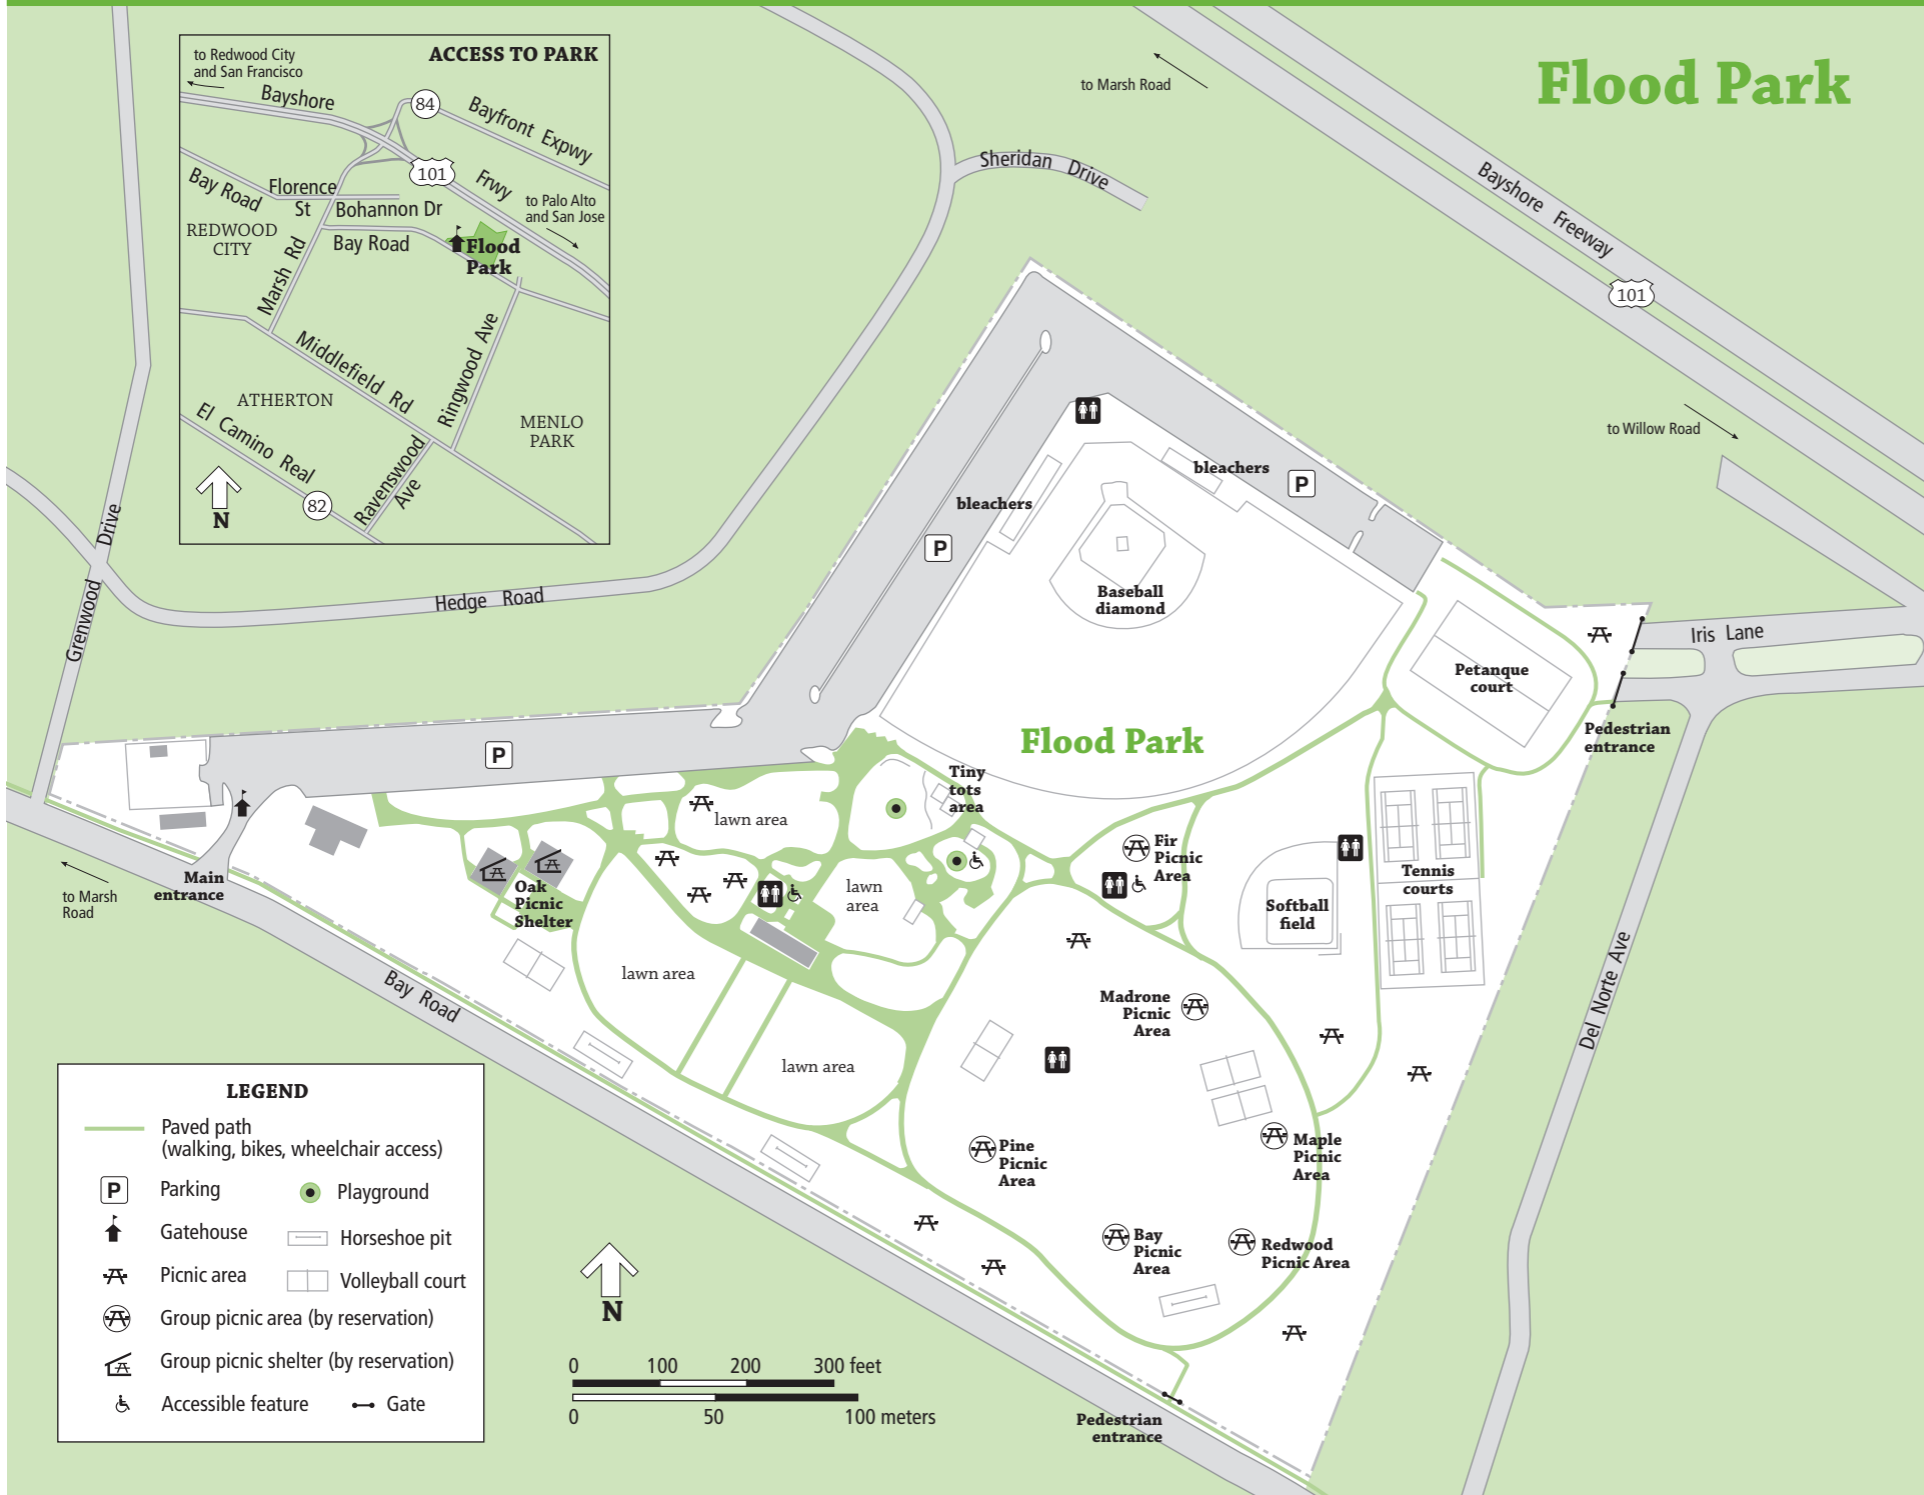 Flood Park
ACCESS TO PARK
to Redwood City
and San Francisco
Bayshore
84
Bayfront Expwy
101
Frwy
to Palo Alto
and San Jose
Bay Road
Florence
St
Bohannon Dr
REDWOOD
CITY
Bay Road
Flood
Park
Marsh Rd
Middlefield Rd
Ringwood Ave
ATHERTON
MENLO
PARK
El Camino Real
Ravenswood
Ave
82
N
to Marsh Road
Sheridan Drive
Bayshore Freeway
101
to Willow Road
Grenwood Drive
Hedge Road
bleachers
bleachers
P
P
Baseball
diamond
Iris Lane
Petanque
court
Pedestrian
entrance
Flood Park
P
Tiny
tots
area
lawn area
Fir
Picnic
Area
Tennis
courts
Softball
field
Main
entrance
to Marsh
Road
Oak
Picnic
Shelter
lawn
area
lawn area
Bay Road
Madrone
Picnic
Area
Del Norte Ave
lawn area
Pine
Picnic
Area
Maple
Picnic
Area
Bay
Picnic
Area
Redwood
Picnic Area
Pedestrian
entrance
LEGEND
Paved path
(walking, bikes, wheelchair access)
P
Parking
Playground
Gatehouse
Horseshoe pit
Picnic area
Volleyball court
Group picnic area (by reservation)
Group picnic shelter (by reservation)
Accessible feature
Gate
N
0 100 200 300 feet
0 50 100 meters